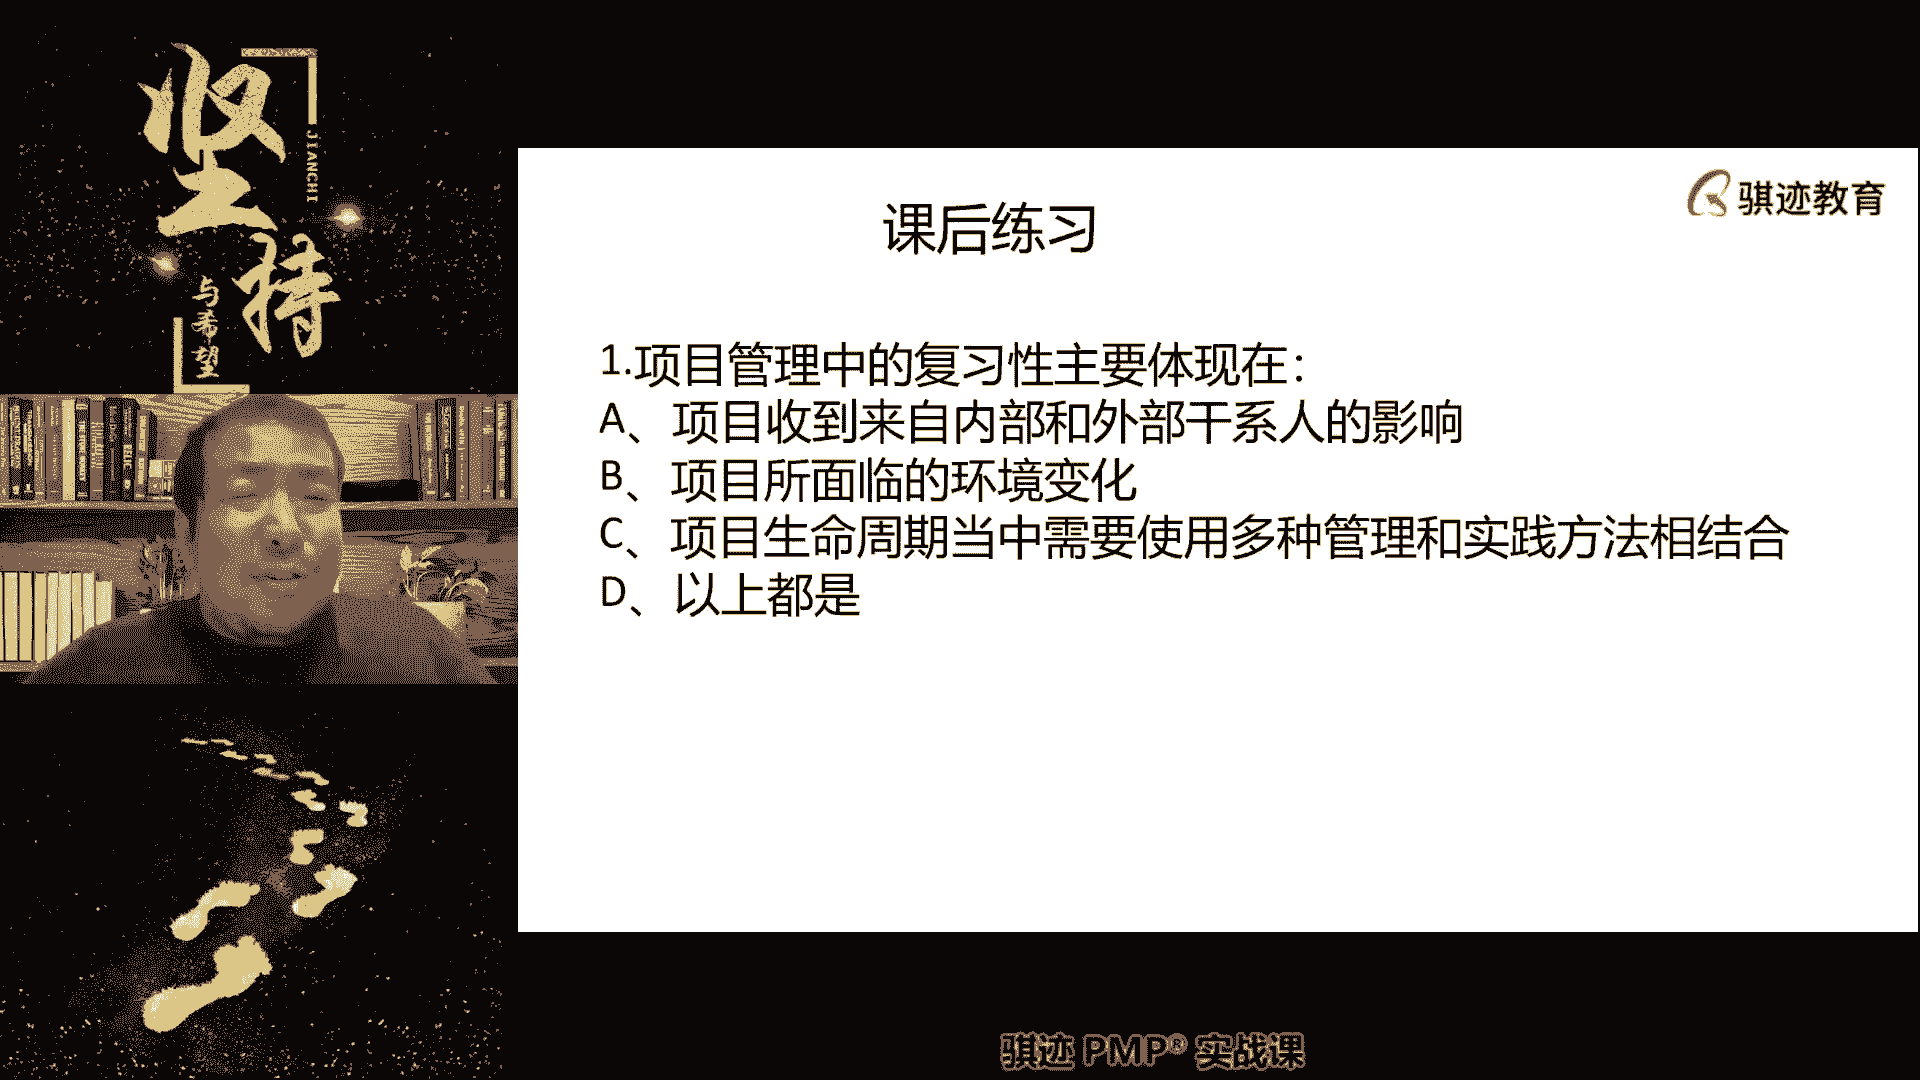 坚持
JIANCHI
与希望
骐迹教育
课后练习
1.项目管理中的复习性主要体现在：
A、项目收到来自内部和外部干系人的影响
B、项目所面临的环境变化
C、项目生命周期当中需要使用多种管理和实践方法相结合
D、以上都是
骐迹 PMP® 实战课